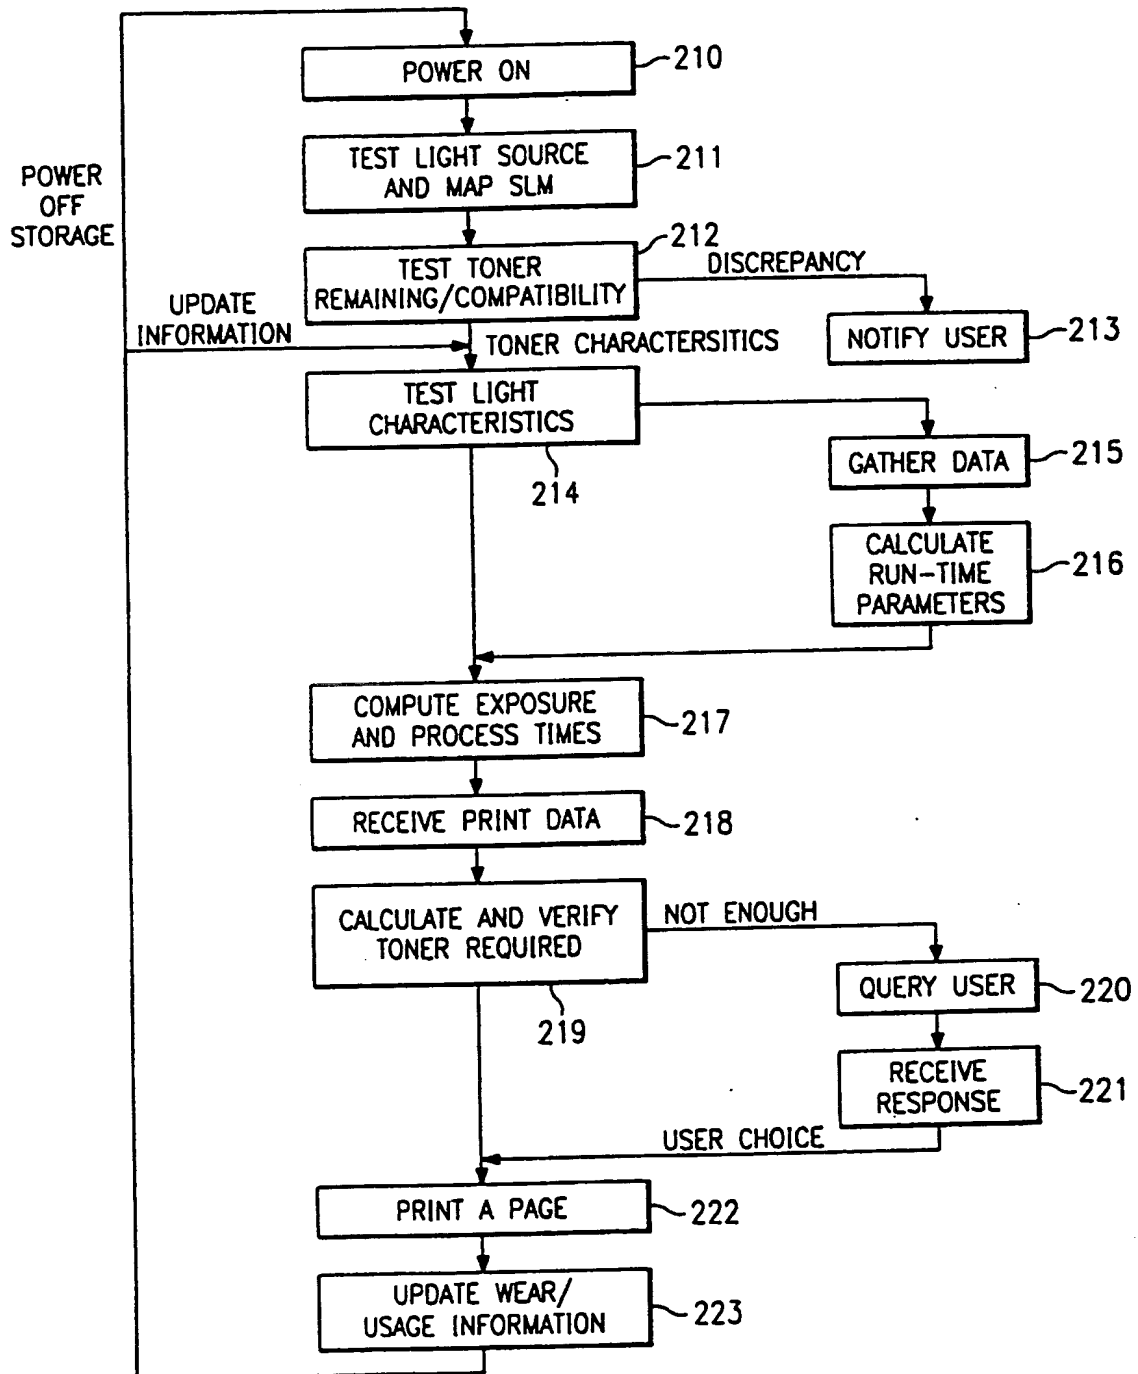 POWER ON
210
TEST LIGHT SOURCE
AND MAP SLM
211
POWER
OFF
STORAGE
212
TEST TONER
REMAINING/COMPATIBILITY
DISCREPANCY
UPDATE
INFORMATION
TONER CHARACTERSITICS
NOTIFY USER
213
TEST LIGHT
CHARACTERISTICS
214
GATHER DATA
215
CALCULATE
RUN-TIME
PARAMETERS
216
COMPUTE EXPOSURE
AND PROCESS TIMES
217
RECEIVE PRINT DATA
218
CALCULATE AND VERIFY
TONER REQUIRED
219
NOT ENOUGH
QUERY USER
220
RECEIVE
RESPONSE
221
USER CHOICE
PRINT A PAGE
222
UPDATE WEAR/
USAGE INFORMATION
223